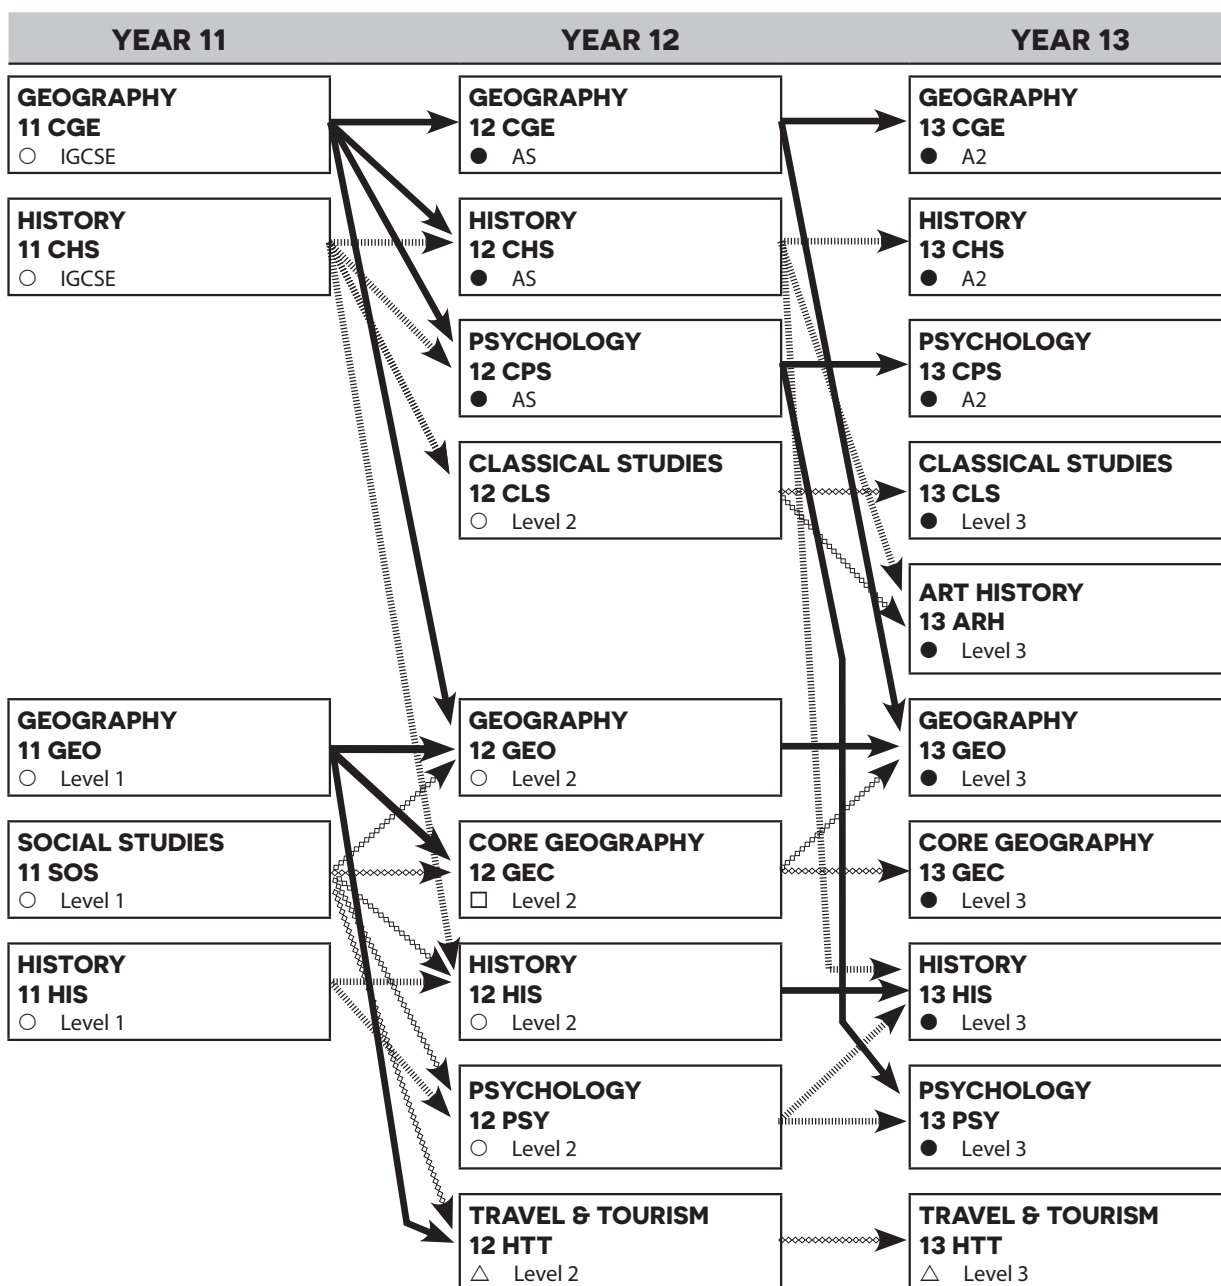 YEAR 11
YEAR 12
YEAR 13
GEOGRAPHY
11 CGE
○ IGCSE
HISTORY
11 CHS
○ IGCSE
GEOGRAPHY
11 GEO
○ Level 1
SOCIAL STUDIES
11 SOS
○ Level 1
HISTORY
11 HIS
○ Level 1
GEOGRAPHY
12 CGE
● AS
HISTORY
12 CHS
● AS
PSYCHOLOGY
12 CPS
● AS
CLASSICAL STUDIES
12 CLS
○ Level 2
GEOGRAPHY
12 GEO
○ Level 2
CORE GEOGRAPHY
12 GEC
□ Level 2
HISTORY
12 HIS
○ Level 2
PSYCHOLOGY
12 PSY
○ Level 2
TRAVEL & TOURISM
12 HTT
△ Level 2
GEOGRAPHY
13 CGE
● A2
HISTORY
13 CHS
● A2
PSYCHOLOGY
13 CPS
● A2
CLASSICAL STUDIES
13 CLS
● Level 3
ART HISTORY
13 ARH
● Level 3
GEOGRAPHY
13 GEO
● Level 3
CORE GEOGRAPHY
13 GEC
● Level 3
HISTORY
13 HIS
● Level 3
PSYCHOLOGY
13 PSY
● Level 3
TRAVEL & TOURISM
13 HTT
△ Level 3